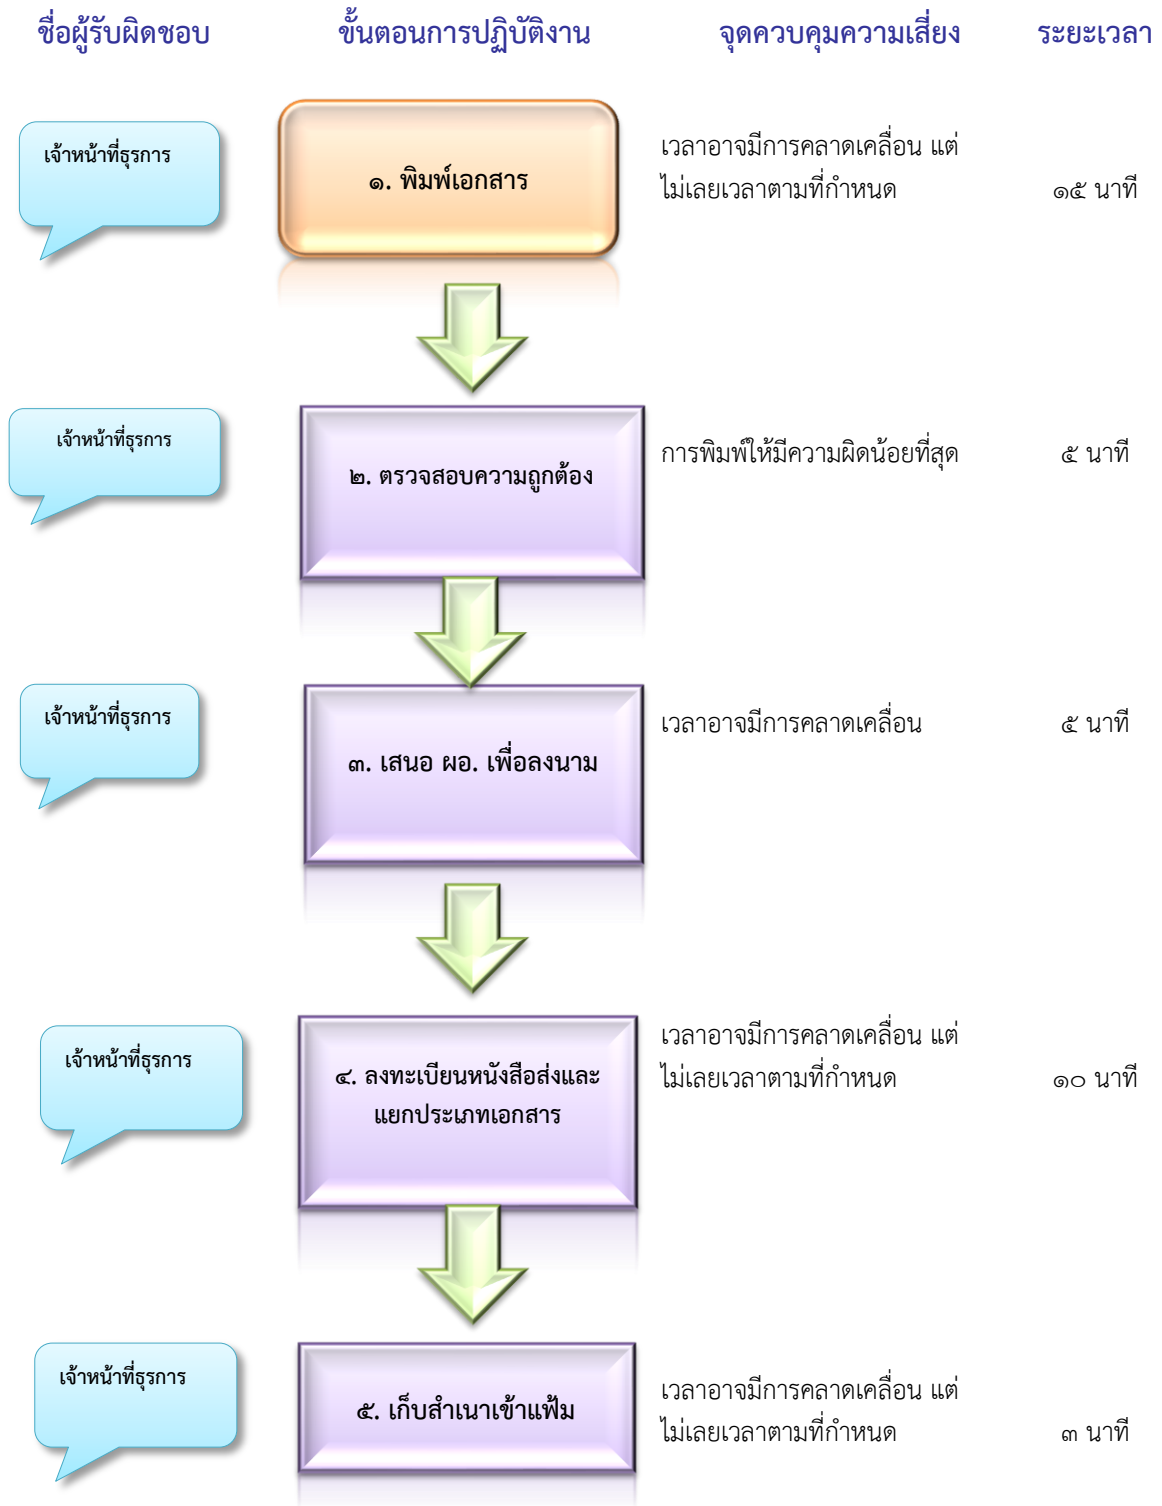 ชื่อผู้รับผิดชอบ ขั้นตอนการปฏิบัติงาน จุดควบคุมความเสี่ยง ระยะเวลา
เจ้าหน้าที่ธุรการ
๑. พิมพ์เอกสาร
เวลาอาจมีการคลาดเคลื่อน แต่
ไม่เลยเวลาตามที่กำหนด
๑๕ นาที
เจ้าหน้าที่ธุรการ
๒. ตรวจสอบความถูกต้อง
การพิมพ์ให้มีความผิดน้อยที่สุด
๕ นาที
เจ้าหน้าที่ธุรการ
๓. เสนอ ผอ. เพื่อลงนาม
เวลาอาจมีการคลาดเคลื่อน
๕ นาที
เจ้าหน้าที่ธุรการ
๔. ลงทะเบียนหนังสือส่งและ
แยกประเภทเอกสาร
เวลาอาจมีการคลาดเคลื่อน แต่
ไม่เลยเวลาตามที่กำหนด
๑๐ นาที
เจ้าหน้าที่ธุรการ
๕. เก็บสำเนาเข้าแฟ้ม
เวลาอาจมีการคลาดเคลื่อน แต่
ไม่เลยเวลาตามที่กำหนด
๓ นาที